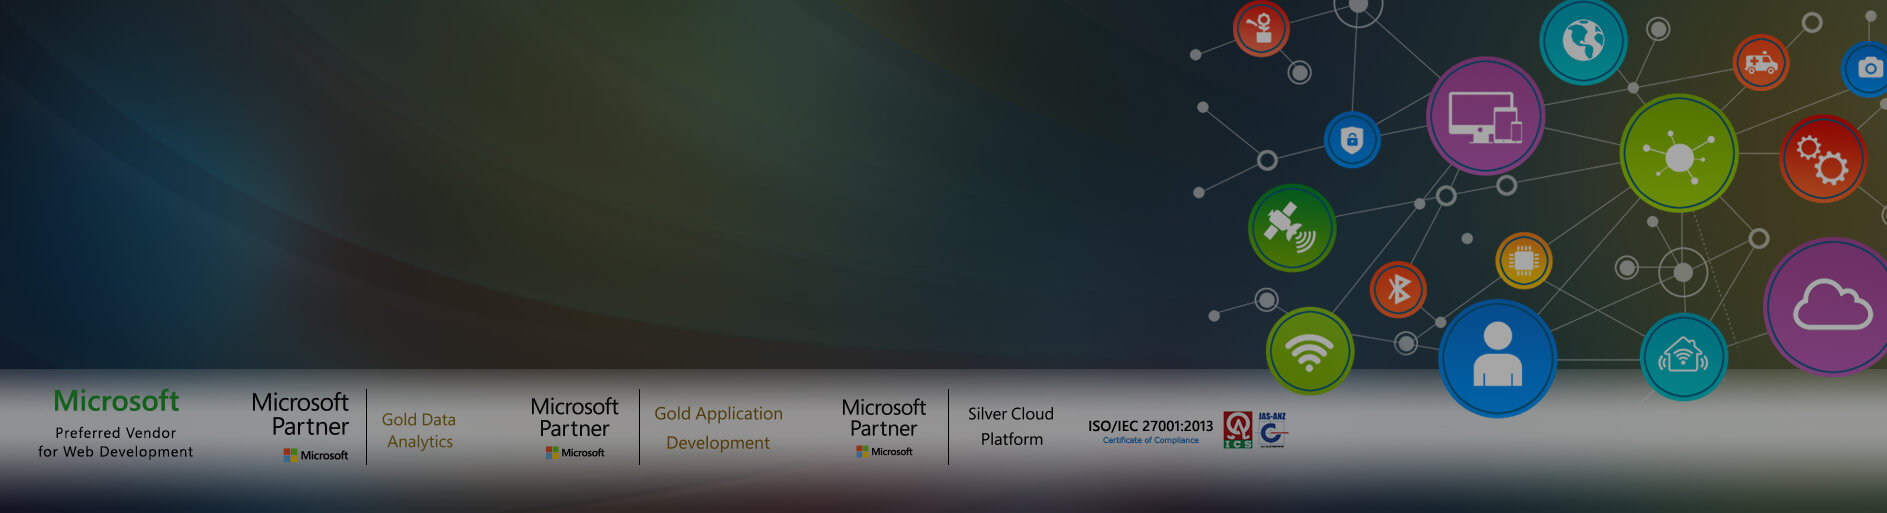 Microsoft
Preferred Vendor
for Web Development
Microsoft
Partner
Microsoft
Gold Data
Analytics
Microsoft
Partner
Microsoft
Gold Application
Development
Microsoft
Partner
Microsoft
Silver Cloud
Platform
ISO/IEC 27001:2013
Certificate of Compliance
ICS
JAS-ANZ